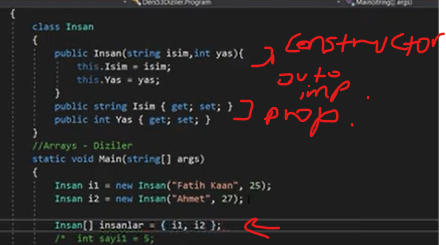 Ders53Diziler.Program
Main(string[] args)
{
class Insan
{
public Insan(string isim,int yas){
this.Isim = isim;
this.Yas = yas;
}
public string Isim { get; set; }
public int Yas { get; set; }
}
constructor
auto
imp.
prop.
//Arrays - Diziler
static void Main(string[] args)
{
Insan i1 = new Insan("Fatih Kaan", 25);
Insan i2 = new Insan("Ahmet", 27);
Insan[] insanlar = { i1, i2 };
/* int sayi1 = 5;